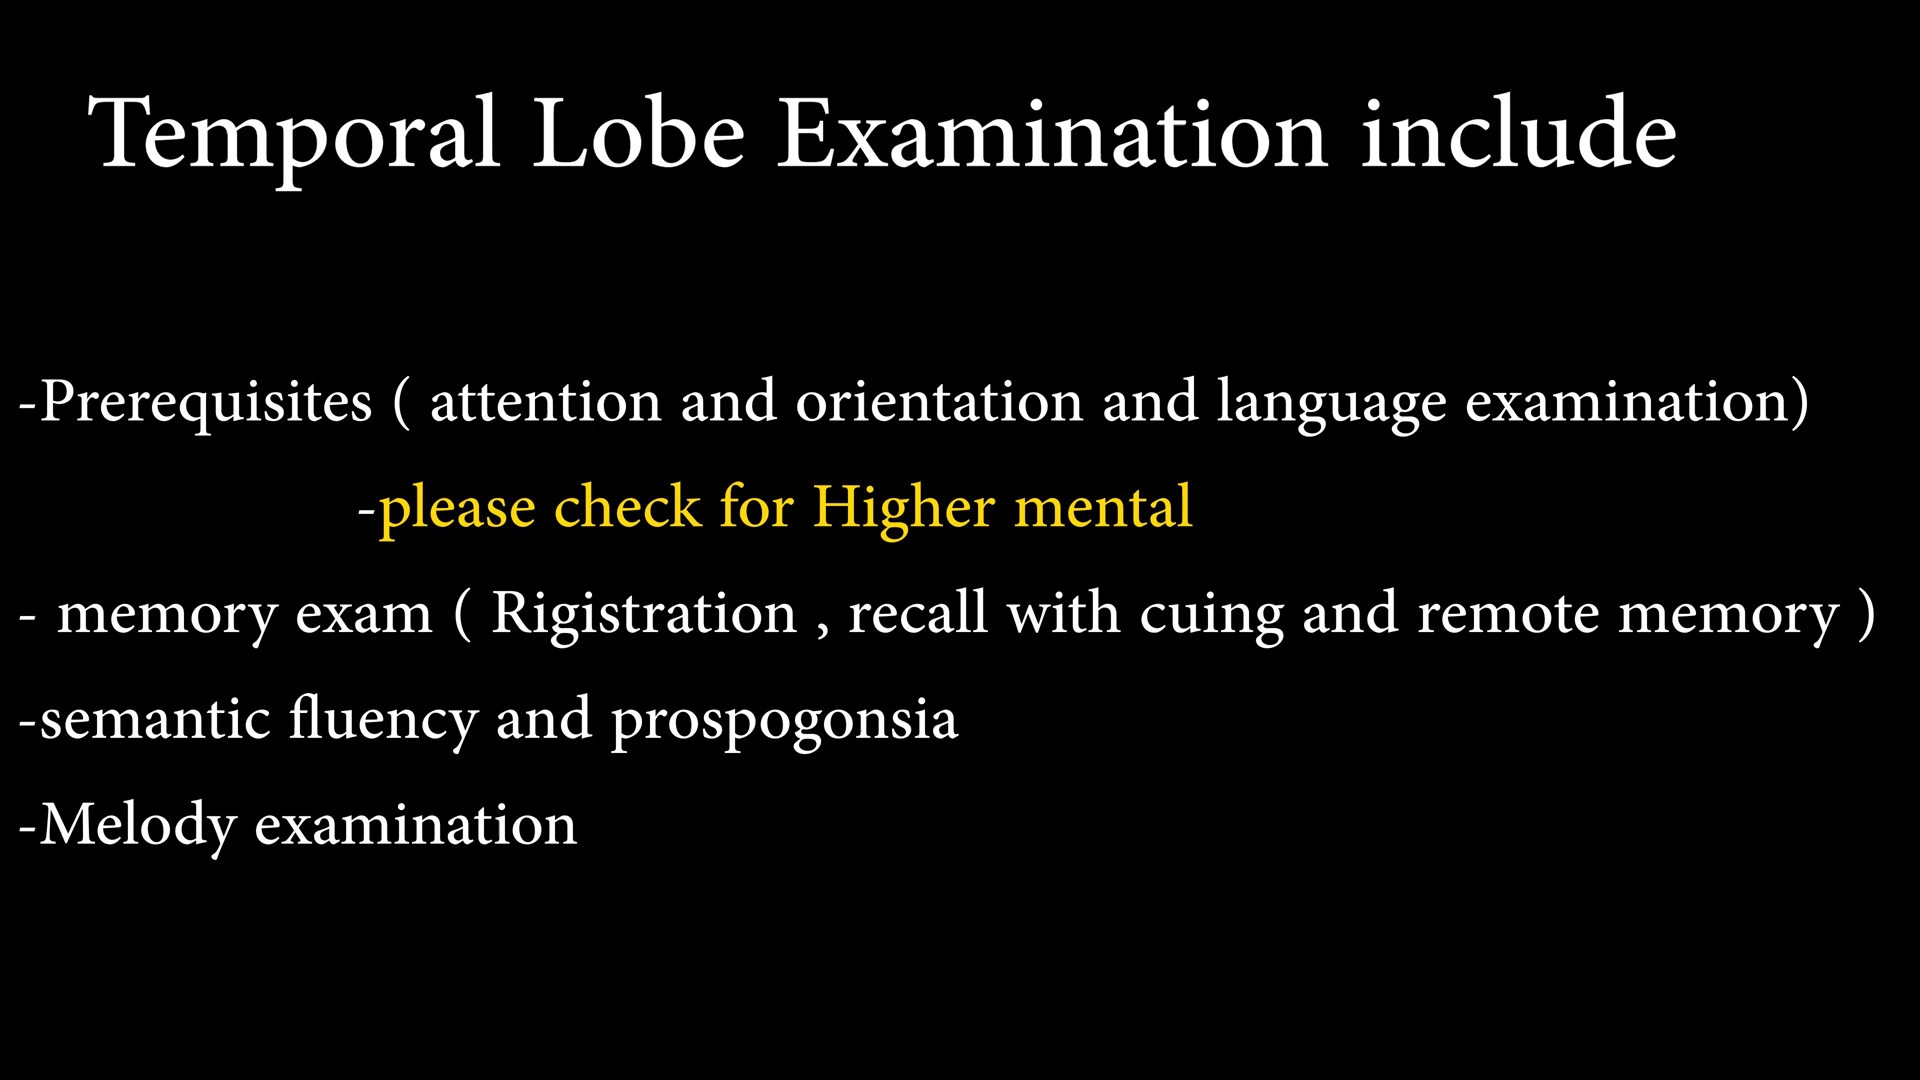 Temporal Lobe Examination include
-Prerequisites ( attention and orientation and language examination)
-please check for Higher mental
- memory exam ( Rigistration , recall with cuing and remote memory )
-semantic fluency and prospogonsia
-Melody examination